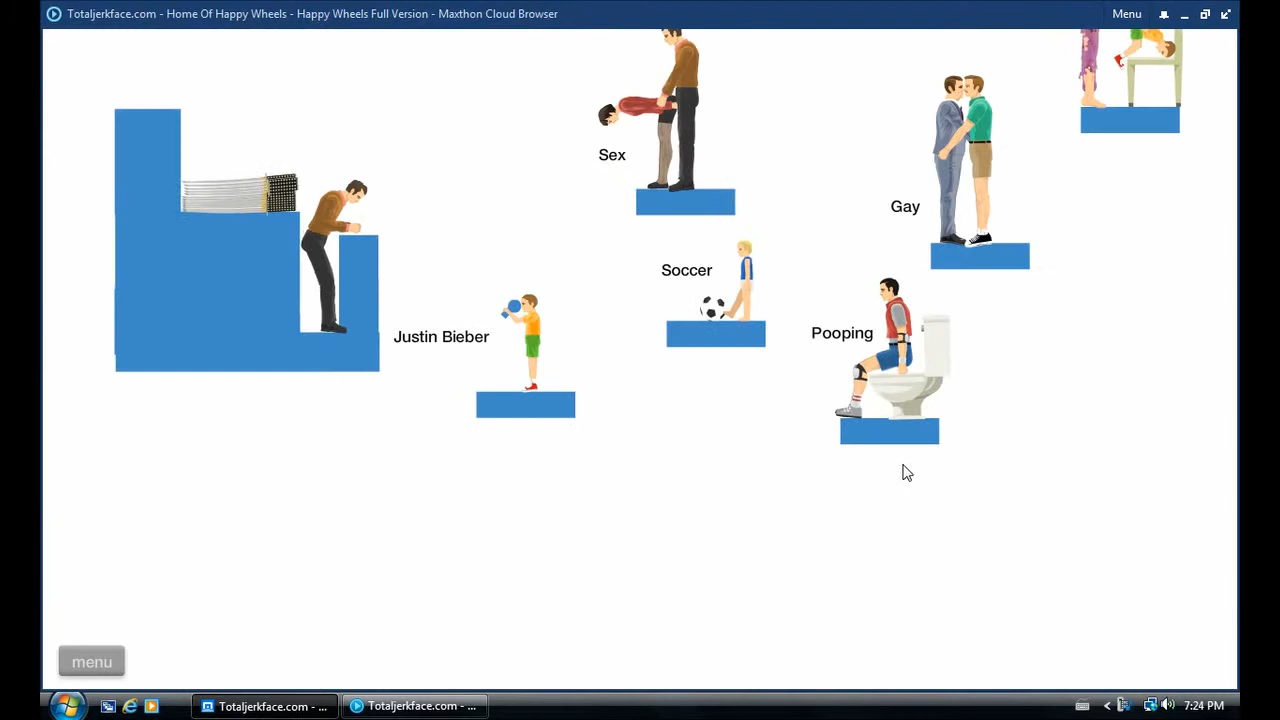 Totaljerkface.com - Home Of Happy Wheels - Happy Wheels Full Version - Maxthon Cloud Browser
Menu
Sex
Gay
Soccer
Justin Bieber
Pooping
menu
Totaljerkface.com - ...
Totaljerkface.com - ...
7:24 PM